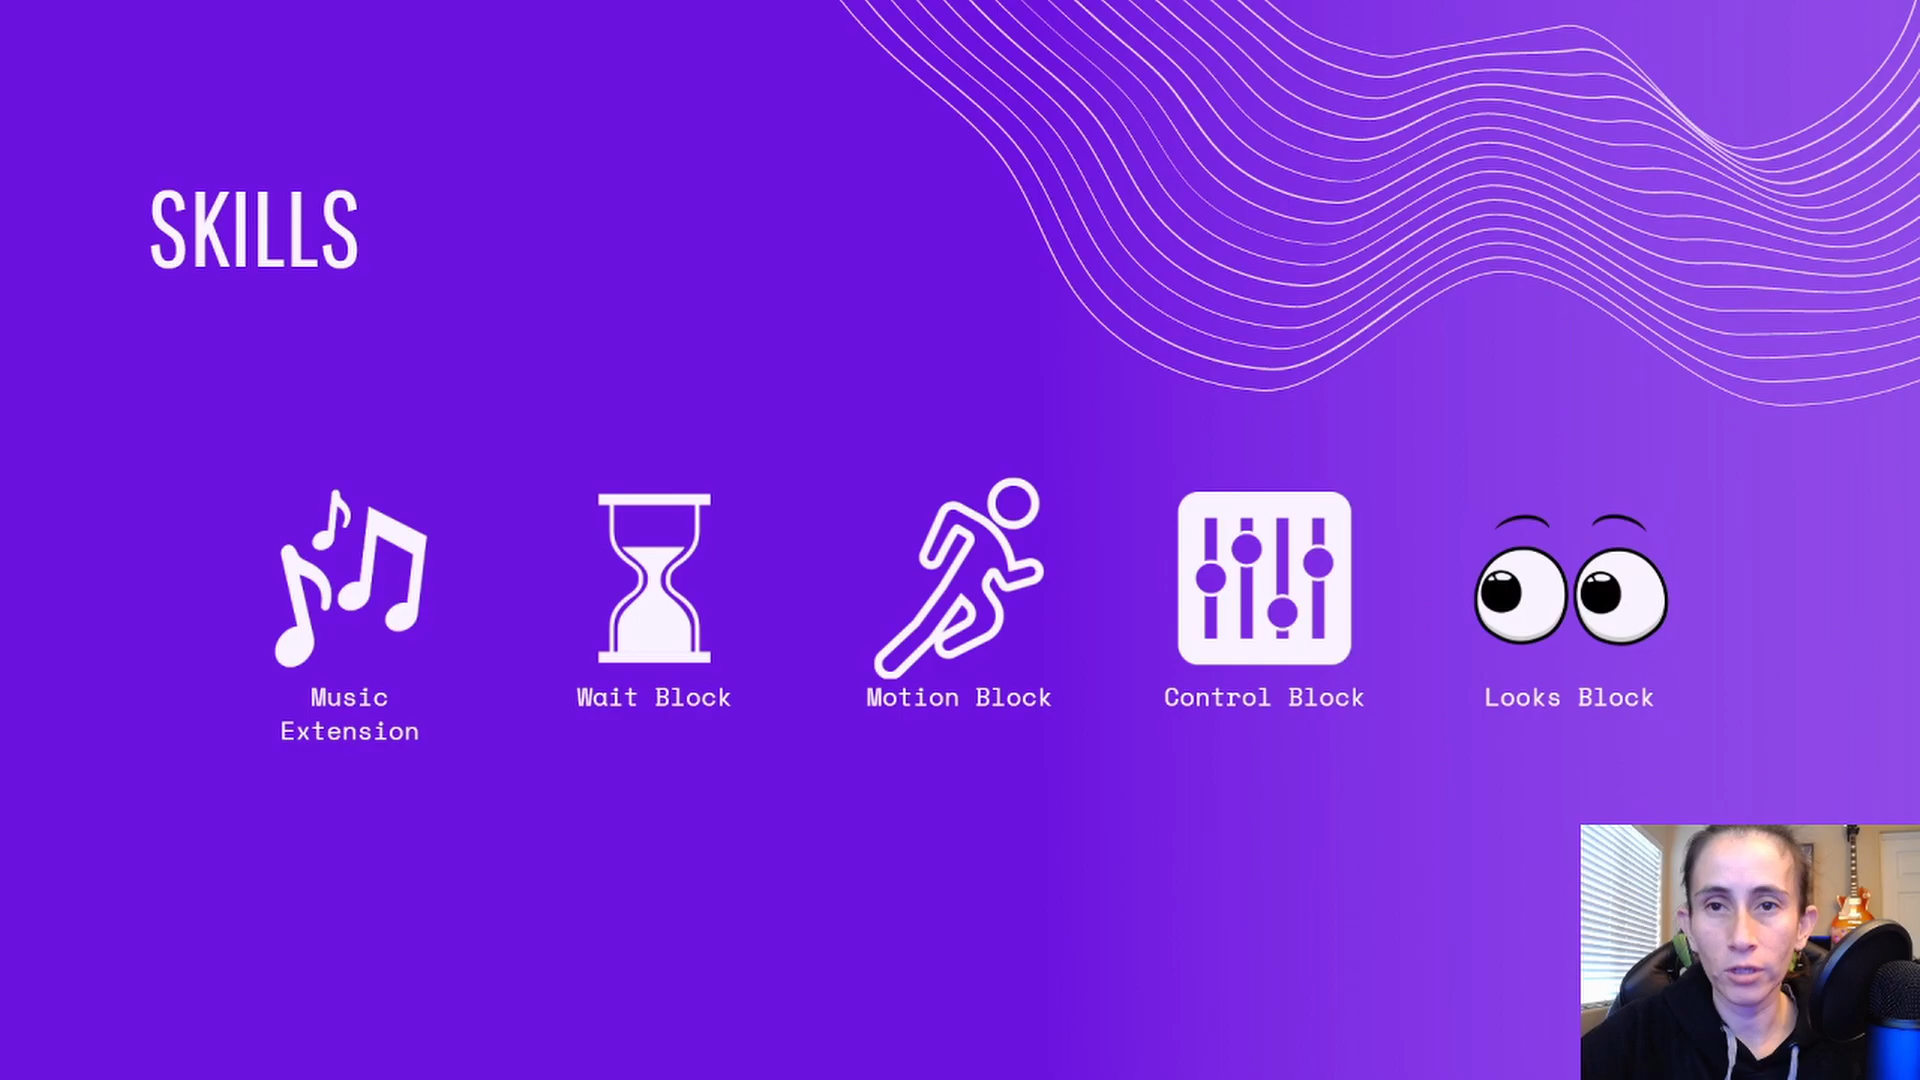 SKILLS
Music
Extension
Wait Block
Motion Block
Control Block
Looks Block